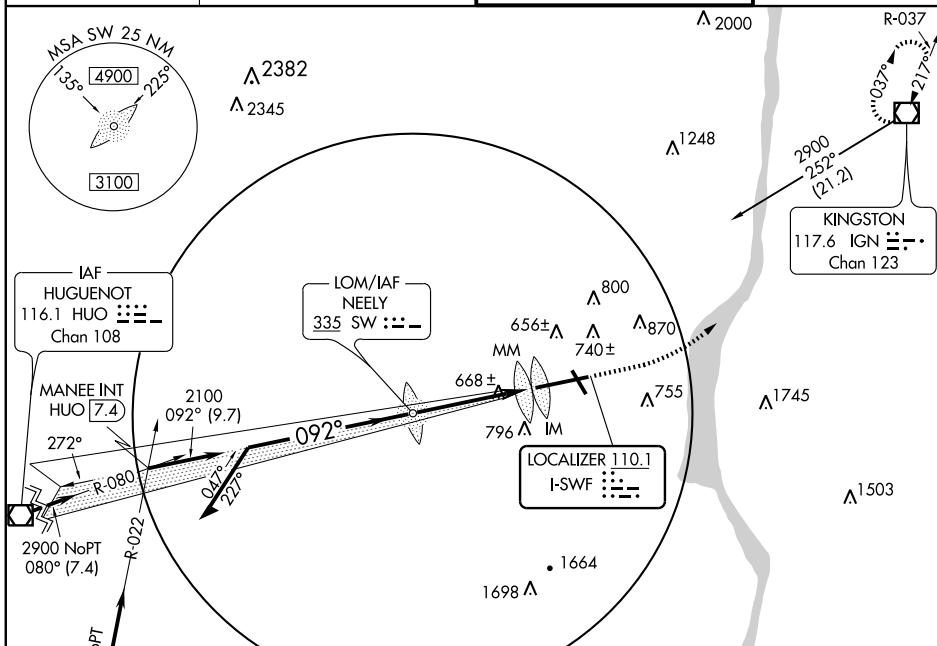 MSA SW 25 NM
135°
4900
225°
3100
2382
2345
2000
1248
R-037
037°
217°
2900
252°
(21.2)
KINGSTON
117.6 IGN
Chan 123
IAF
HUGUENOT
116.1 HUO
Chan 108
LOM/IAF
NEELY
335 SW
800
656±
740±
870
MM
668±
755
1745
796
IM
MANEE INT
HUO 7.4
2100
092° (9.7)
092°
272°
R-080
047°
227°
LOCALIZER 110.1
I-SWF
1503
2900 NoPT
080° (7.4)
R-022
1664
1698